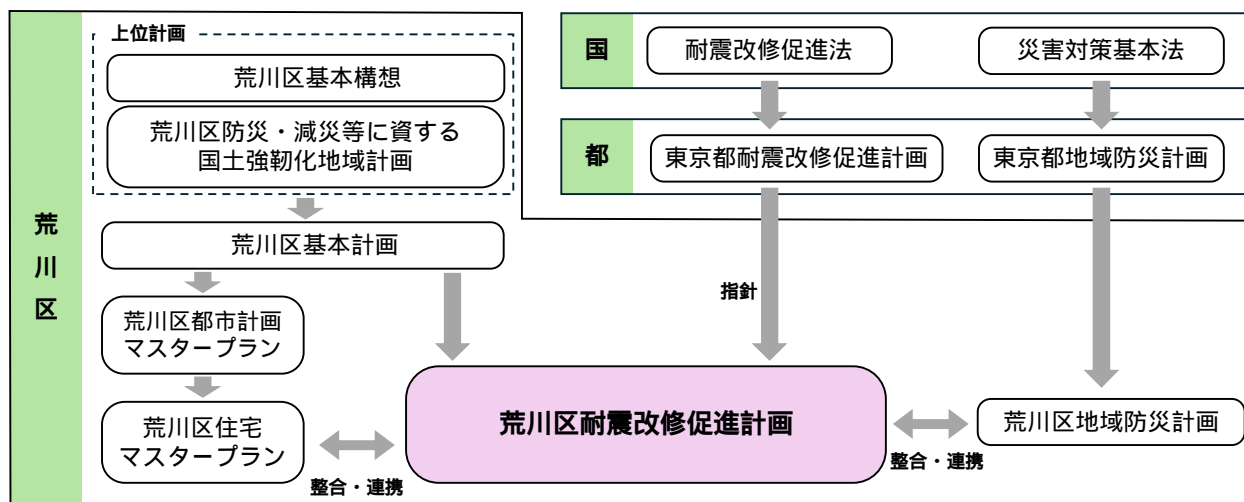 上位計画
荒川区基本構想
荒川区防災・減災等に資する
国土強靭化地域計画
国
耐震改修促進法
災害対策基本法
都
東京都耐震改修促進計画
東京都地域防災計画
荒川区
荒川区基本計画
指針
荒川区都市計画
マスタープラン
荒川区住宅
マスタープラン
整合・連携
荒川区耐震改修促進計画
整合・連携
荒川区地域防災計画